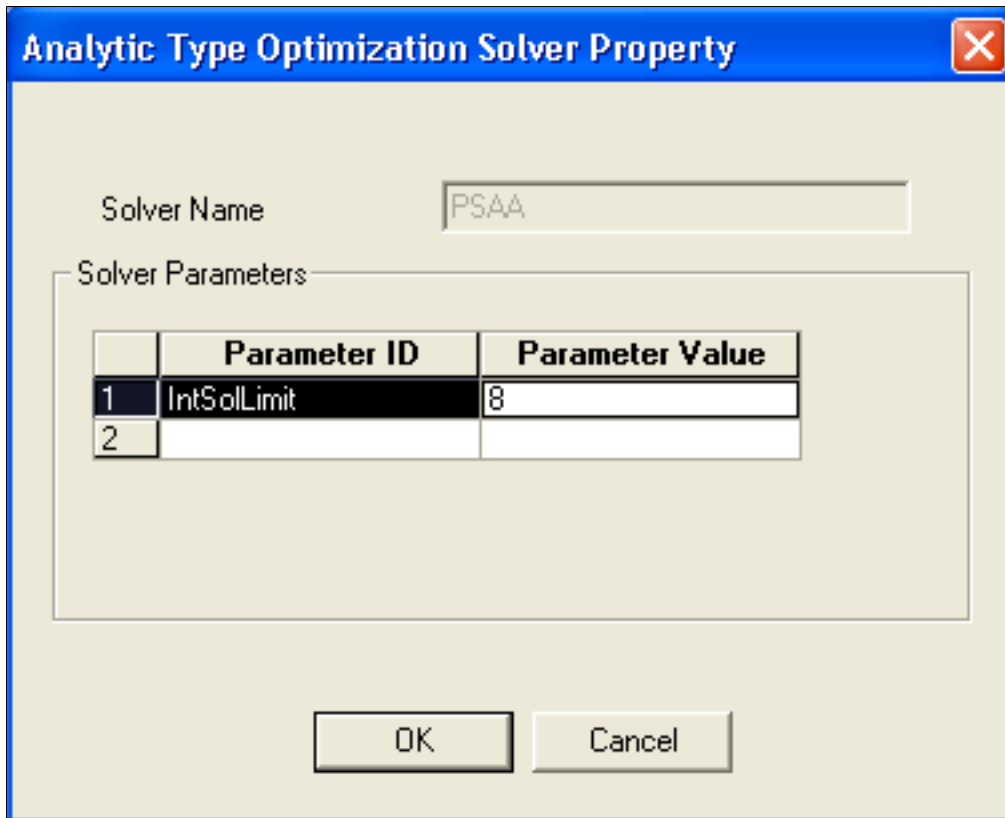 Analytic Type Optimization Solver Property
Solver Name PSAA
Solver Parameters
Parameter ID Parameter Value
1 IntSolLimit 8
2
OK Cancel